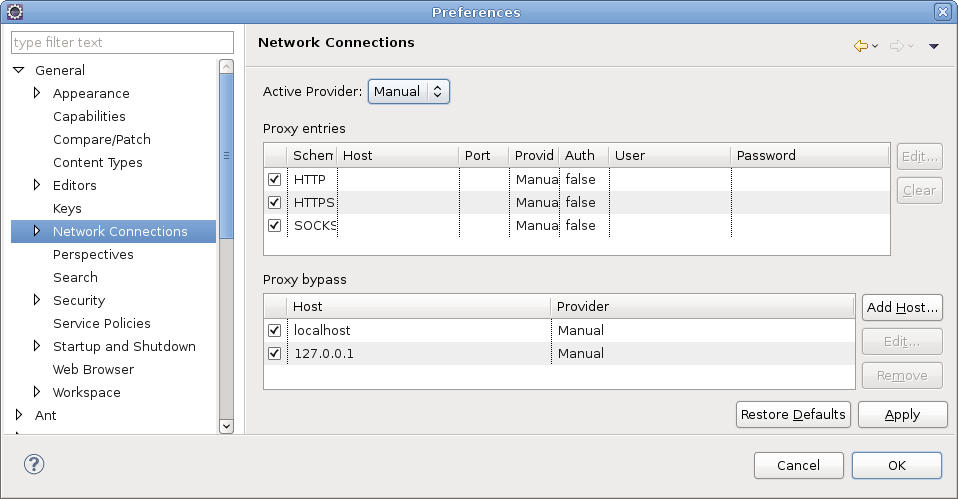 Preferences
type filter text
General
Appearance
Capabilities
Compare/Patch
Content Types
Editors
Keys
Network Connections
Perspectives
Search
Security
Service Policies
Startup and Shutdown
Web Browser
Workspace
Ant
Network Connections
Active Provider: Manual
Proxy entries
Schem Host Port Provid Auth User Password
HTTP Manua false
HTTPS Manua false
SOCKS Manua false
Edit...
Clear
Proxy bypass
Host Provider
localhost Manual
127.0.0.1 Manual
Add Host...
Edit...
Remove
Restore Defaults Apply
Cancel OK